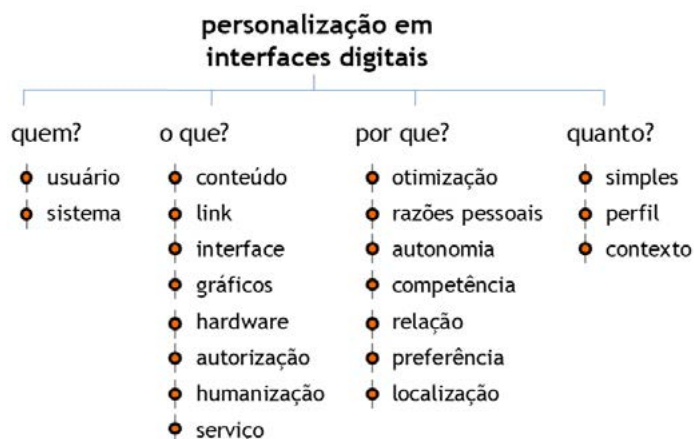 personalização em
interfaces digitais
quem?
usuário
sistema
o que?
conteúdo
link
interface
gráficos
hardware
autorização
humanização
serviço
por que?
otimização
razões pessoais
autonomia
competência
relação
preferência
localização
quanto?
simples
perfil
contexto